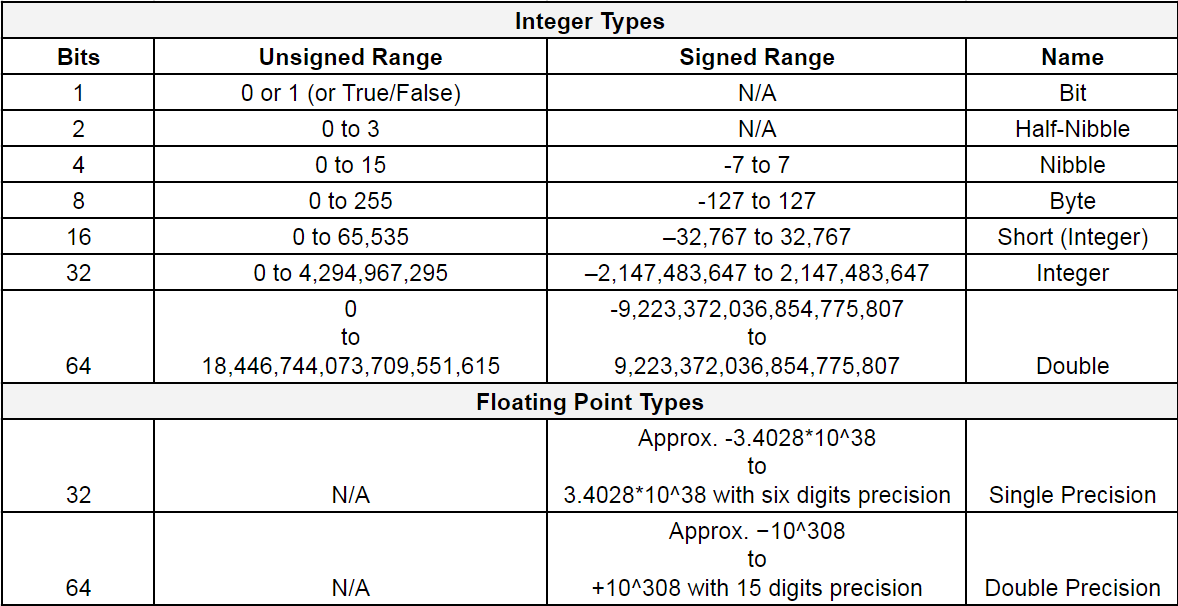 Integer Types
Bits Unsigned Range Signed Range Name
1 0 or 1 (or True/False) N/A Bit
2 0 to 3 N/A Half-Nibble
4 0 to 15 -7 to 7 Nibble
8 0 to 255 -127 to 127 Byte
16 0 to 65,535 –32,767 to 32,767 Short (Integer)
32 0 to 4,294,967,295 –2,147,483,647 to 2,147,483,647 Integer
0 -9,223,372,036,854,775,807
to to
64 18,446,744,073,709,551,615 9,223,372,036,854,775,807 Double
Floating Point Types
Approx. -3.4028*10^38
to
32 N/A 3.4028*10^38 with six digits precision Single Precision
Approx. −10^308
to
64 N/A +10^308 with 15 digits precision Double Precision